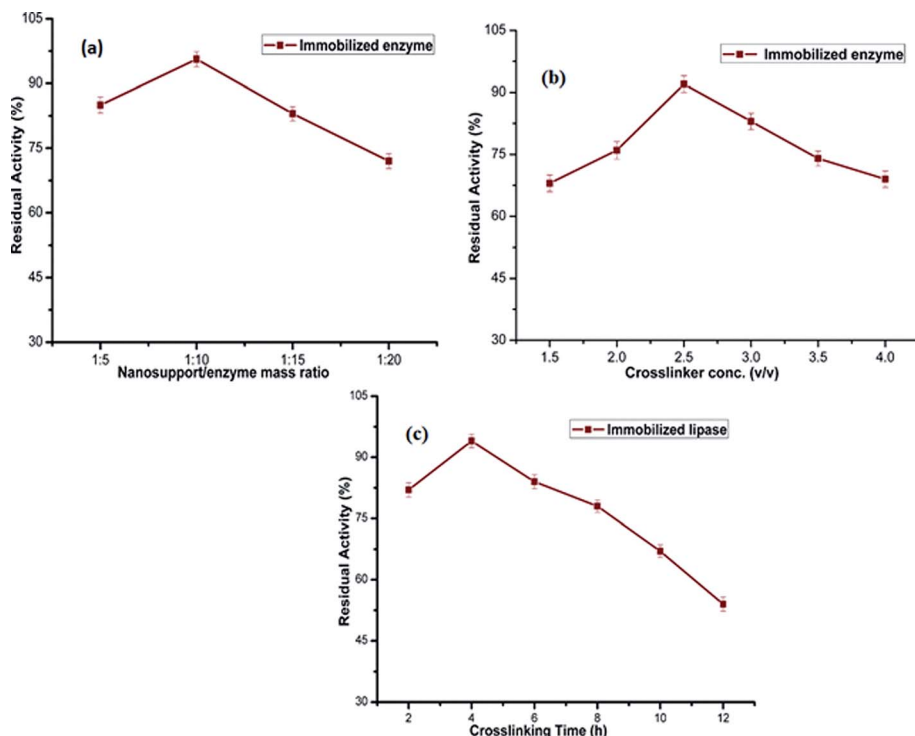 (a)
Immobilized enzyme
Residual Activity (%)
105
90
75
60
45
30
1:5 1:10 1:15 1:20
Nanosupport/enzyme mass ratio
(b)
Immobilized enzyme
Residual Activity (%)
105
90
75
60
45
30
1.5 2.0 2.5 3.0 3.5 4.0
Crosslinker conc. (v/v)
(c)
Immobilized lipase
Residual Activity (%)
105
90
75
60
45
30
2 4 6 8 10 12
Crosslinking Time (h)